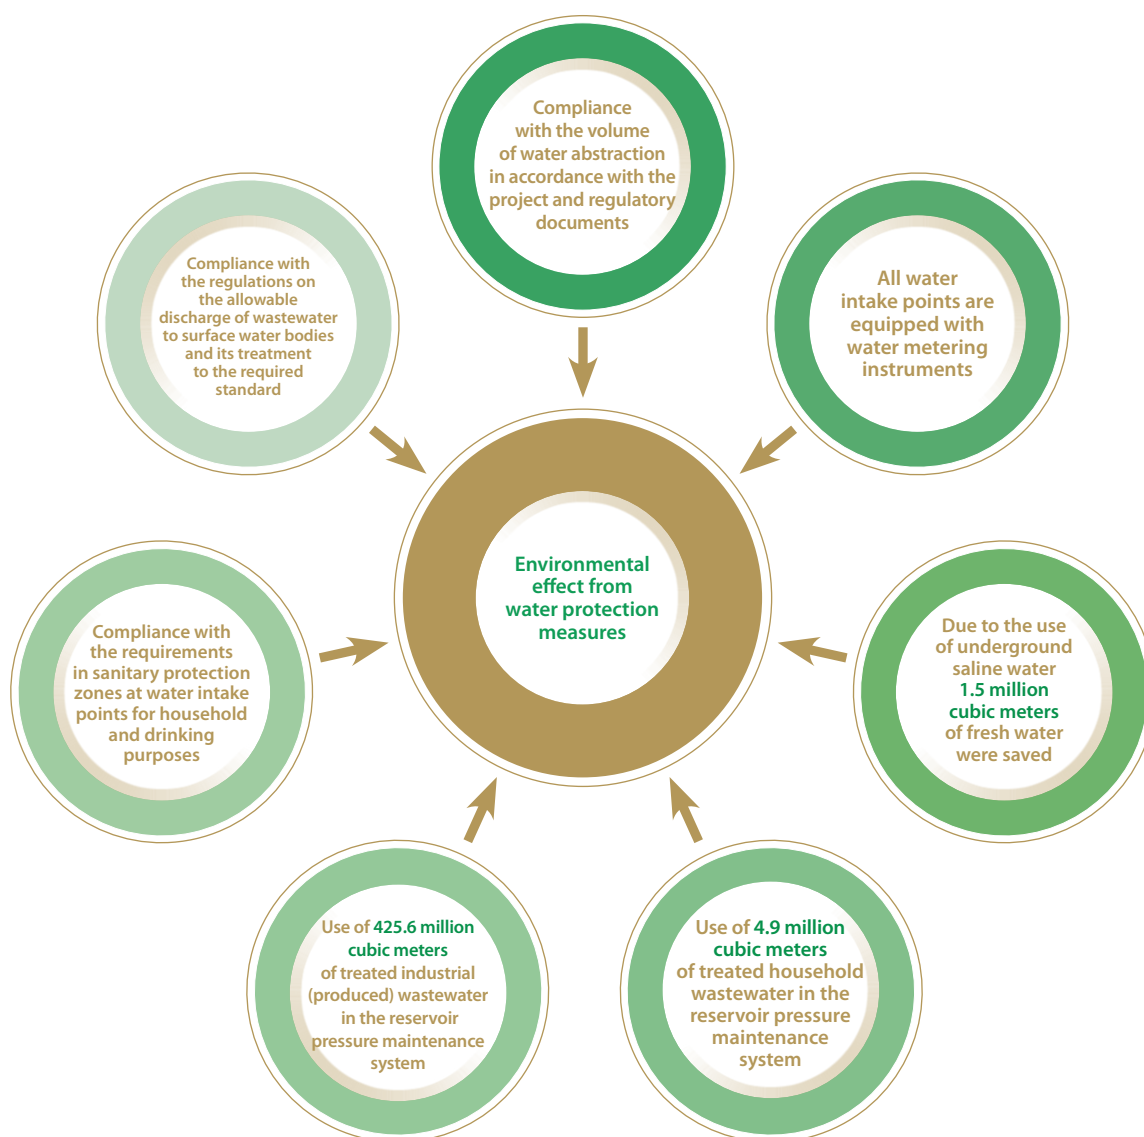 Compliance
with the volume
of water abstraction
in accordance with the
project and regulatory
documents
All water
intake points are
equipped with
water metering
instruments
Due to the use
of underground
saline water
1.5 million
cubic meters
of fresh water
were saved
Use of 4.9 million
cubic meters
of treated household
wastewater in the
reservoir pressure
maintenance
system
Use of 425.6 million
cubic meters
of treated industrial
(produced) wastewater
in the reservoir
pressure maintenance
system
Compliance with
the requirements
in sanitary protection
zones at water intake
points for household
and drinking
purposes
Compliance with
the regulations on
the allowable
discharge of wastewater
to surface water bodies
and its treatment
to the required
standard
Environmental
effect from
water protection
measures